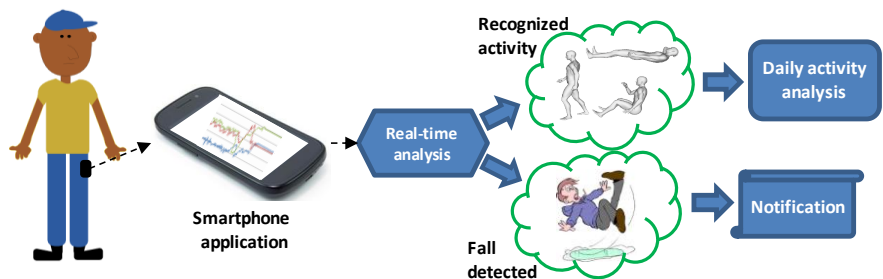 Smartphone
application
Real-time
analysis
Recognized
activity
Daily activity
analysis
Fall
detected
Notification